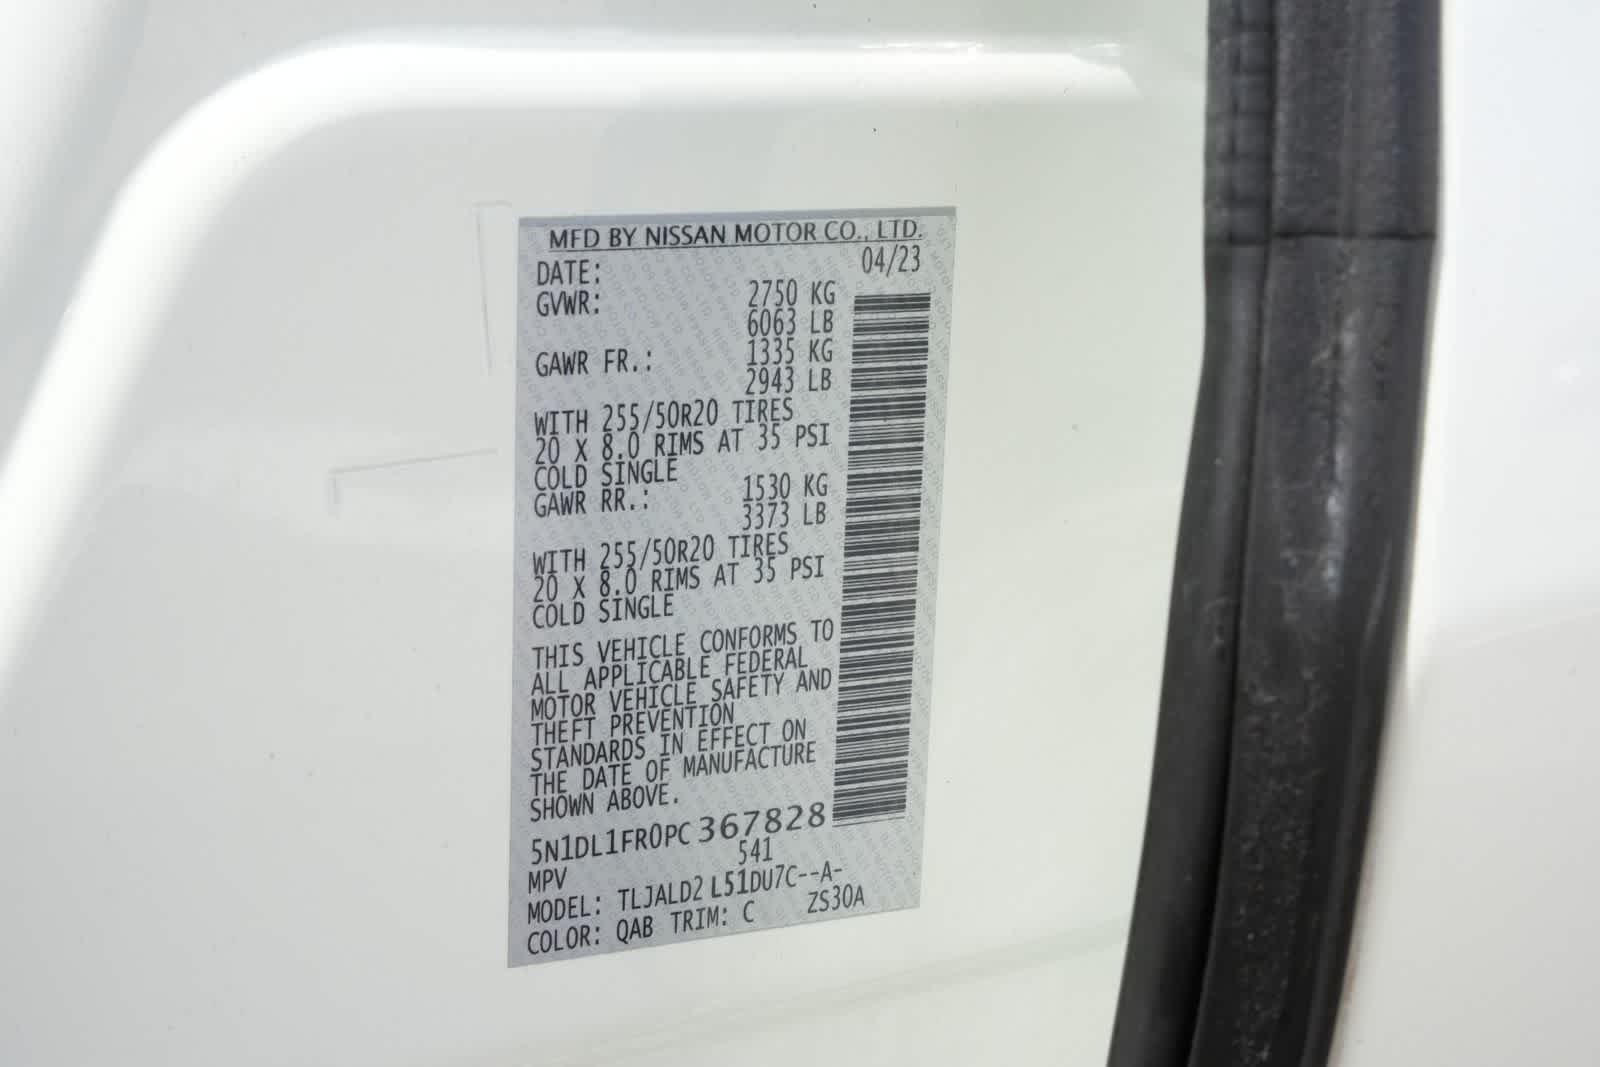 MFD BY NISSAN MOTOR CO., LTD.
DATE: 04/23
GVWR: 2750 KG
6063 LB
GAWR FR.: 1335 KG
2943 LB
WITH 255/50R20 TIRES
20 X 8.0 RIMS AT 35 PSI
COLD SINGLE
GAWR RR.: 1530 KG
3373 LB
WITH 255/50R20 TIRES
20 X 8.0 RIMS AT 35 PSI
COLD SINGLE
THIS VEHICLE CONFORMS TO
ALL APPLICABLE FEDERAL
MOTOR VEHICLE SAFETY AND
THEFT PREVENTION
STANDARDS IN EFFECT ON
THE DATE OF MANUFACTURE
SHOWN ABOVE.
5N1DL1FR0PC 367828
MPV 541
MODEL: TLJALD2 L51DU7C--A-
COLOR: QAB TRIM: C ZS30A